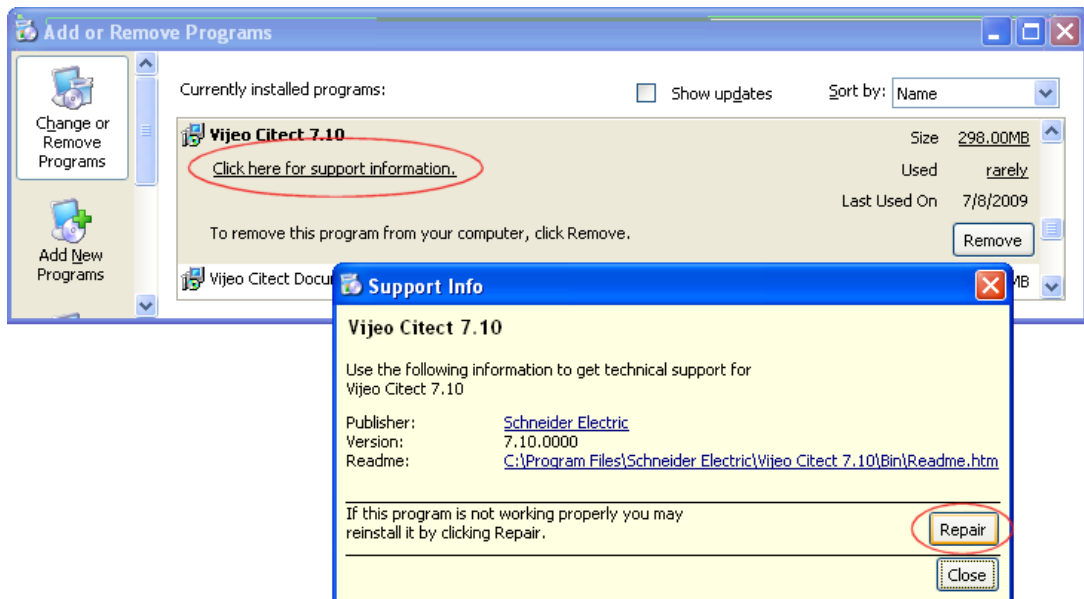 Add or Remove Programs
Change or
Remove
Programs
Add New
Programs
Currently installed programs:
Show updates
Sort by: Name
Vijeo Citect 7.10
Size 298.00MB
Click here for support information.
Used rarely
Last Used On 7/8/2009
To remove this program from your computer, click Remove.
Remove
Vijeo Citect Docu
MB
Support Info
Vijeo Citect 7.10
Use the following information to get technical support for
Vijeo Citect 7.10
Publisher: Schneider Electric
Version: 7.10.0000
Readme: C:\Program Files\Schneider Electric\Vijeo Citect 7.10\Bin\Readme.htm
If this program is not working properly you may
reinstall it by clicking Repair.
Repair
Close